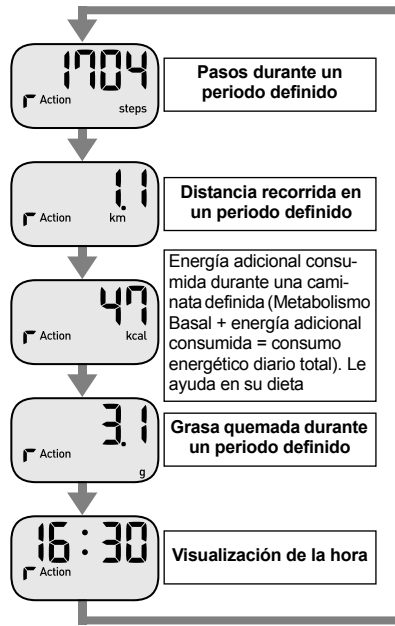 1704
Action
steps
Pasos durante un
periodo definido
1.1
Action
km
Distancia recorrida en
un periodo definido
47
Action
kcal
Energía adicional consu-
mida durante una cami-
nata definida (Metabolismo
Basal + energía adicional
consumida = consumo
energético diario total). Le
ayuda en su dieta
3.1
Action
g
Grasa quemada durante
un periodo definido
16:30
Action
Visualización de la hora